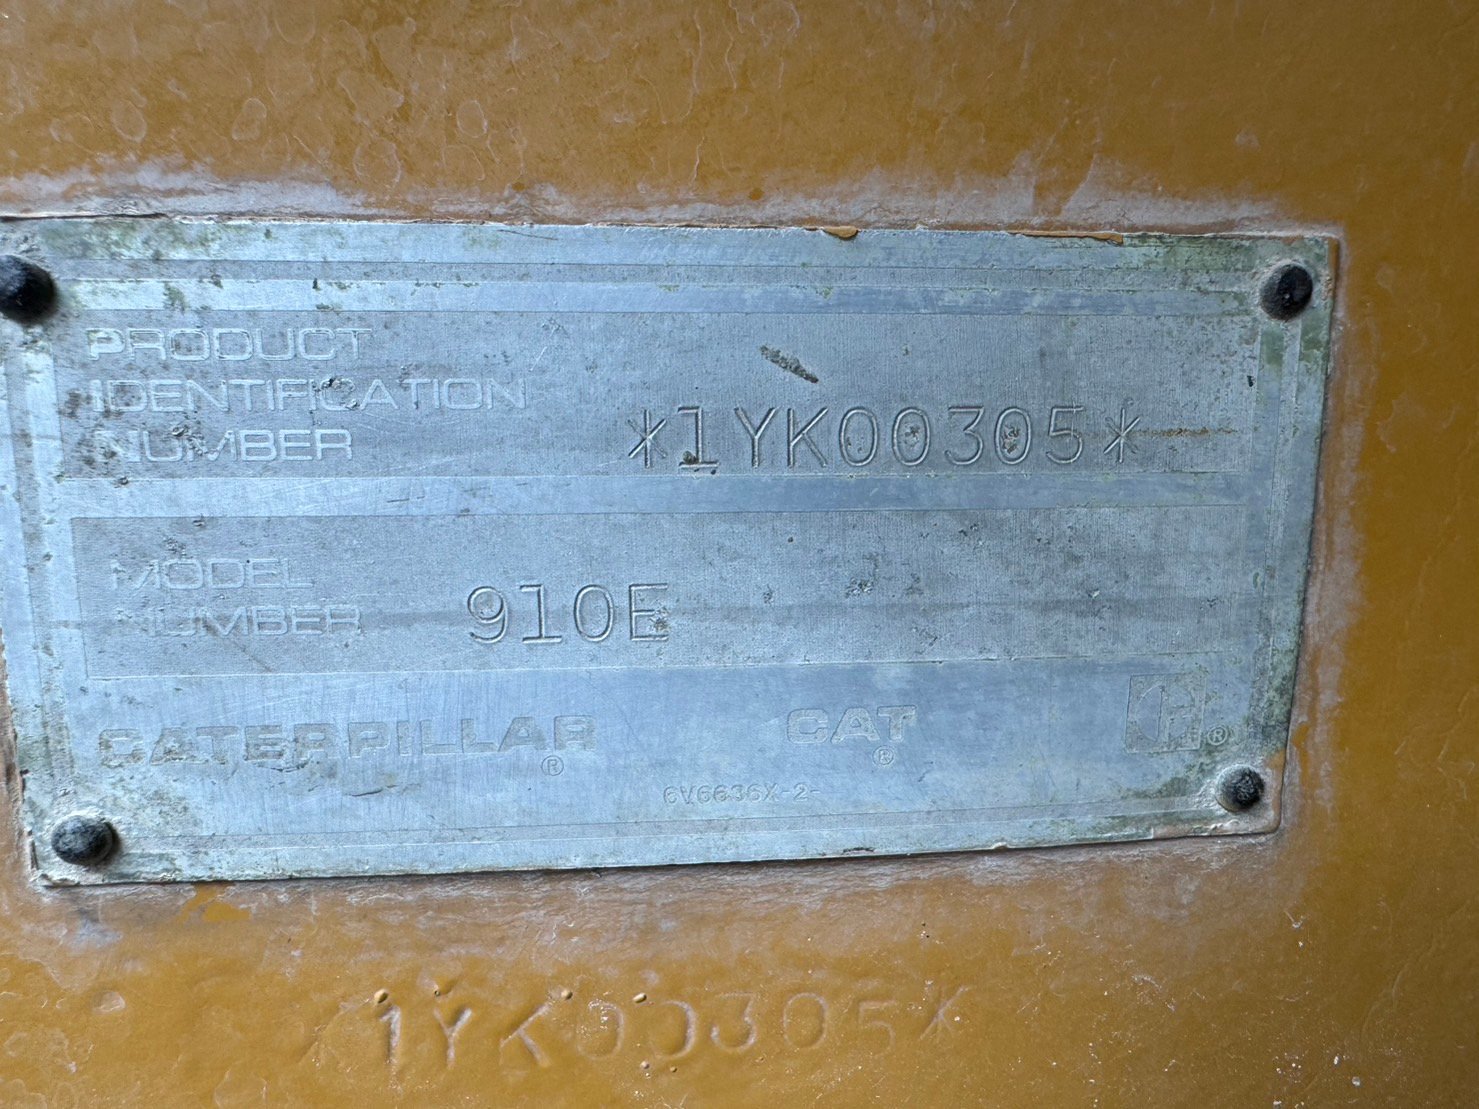 PRODUCT
IDENTIFICATION
NUMBER
*1YK00305*
MODEL
NUMBER
910E
CATERPILLAR ®
CAT ®
®
6V6636X-2-
*1YK00305*